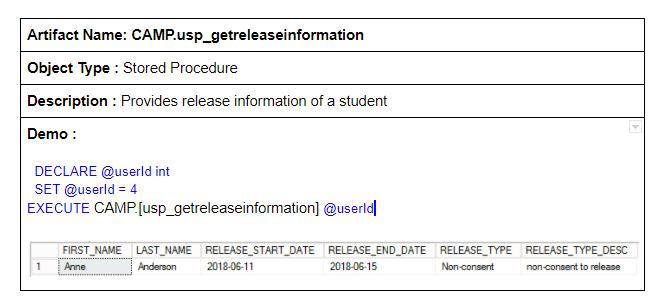 Artifact Name: CAMP.usp_getreleaseinformation
Object Type : Stored Procedure
Description : Provides release information of a student
Demo :
DECLARE @userId int
SET @userId = 4
EXECUTE CAMP.[usp_getreleaseinformation] @userId
FIRST_NAME LAST_NAME RELEASE_START_DATE RELEASE_END_DATE RELEASE_TYPE RELEASE_TYPE_DESC
1 Anne Anderson 2018-06-11 2018-06-15 Non-consent non-consent to release